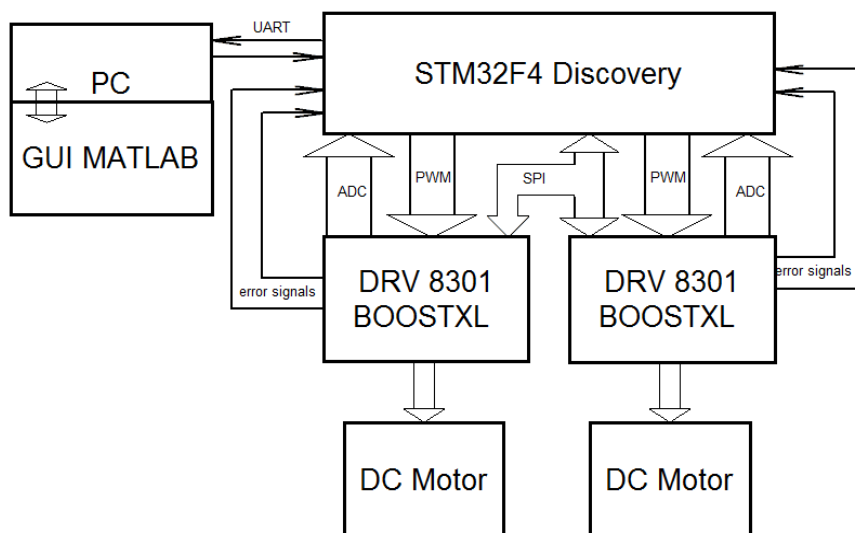 UART
STM32F4 Discovery
PC
GUI MATLAB
ADC
PWM
SPI
PWM
ADC
error signals
DRV 8301
BOOSTXL
DRV 8301
BOOSTXL
error signals
DC Motor
DC Motor